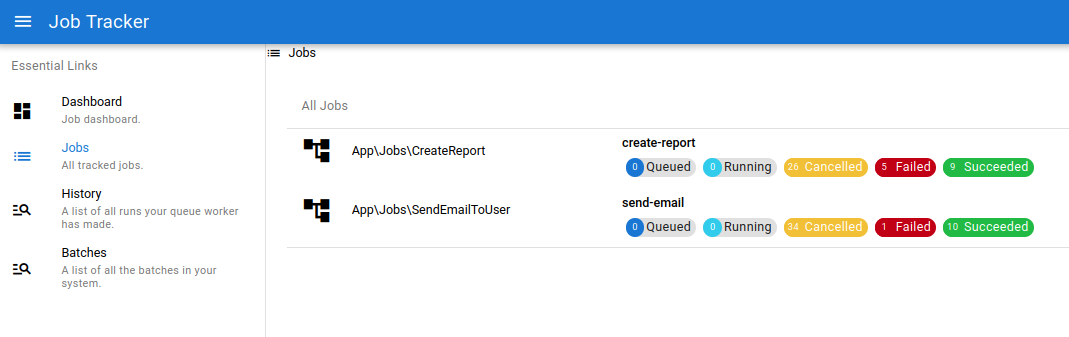 Job Tracker
Essential Links
Dashboard
Job dashboard.
Jobs
All tracked jobs.
History
A list of all runs your queue worker
has made.
Batches
A list of all the batches in your
system.
Jobs
All Jobs
App\Jobs\CreateReport
create-report
0 Queued 0 Running 26 Cancelled 5 Failed 9 Succeeded
App\Jobs\SendEmailToUser
send-email
0 Queued 0 Running 34 Cancelled 1 Failed 10 Succeeded